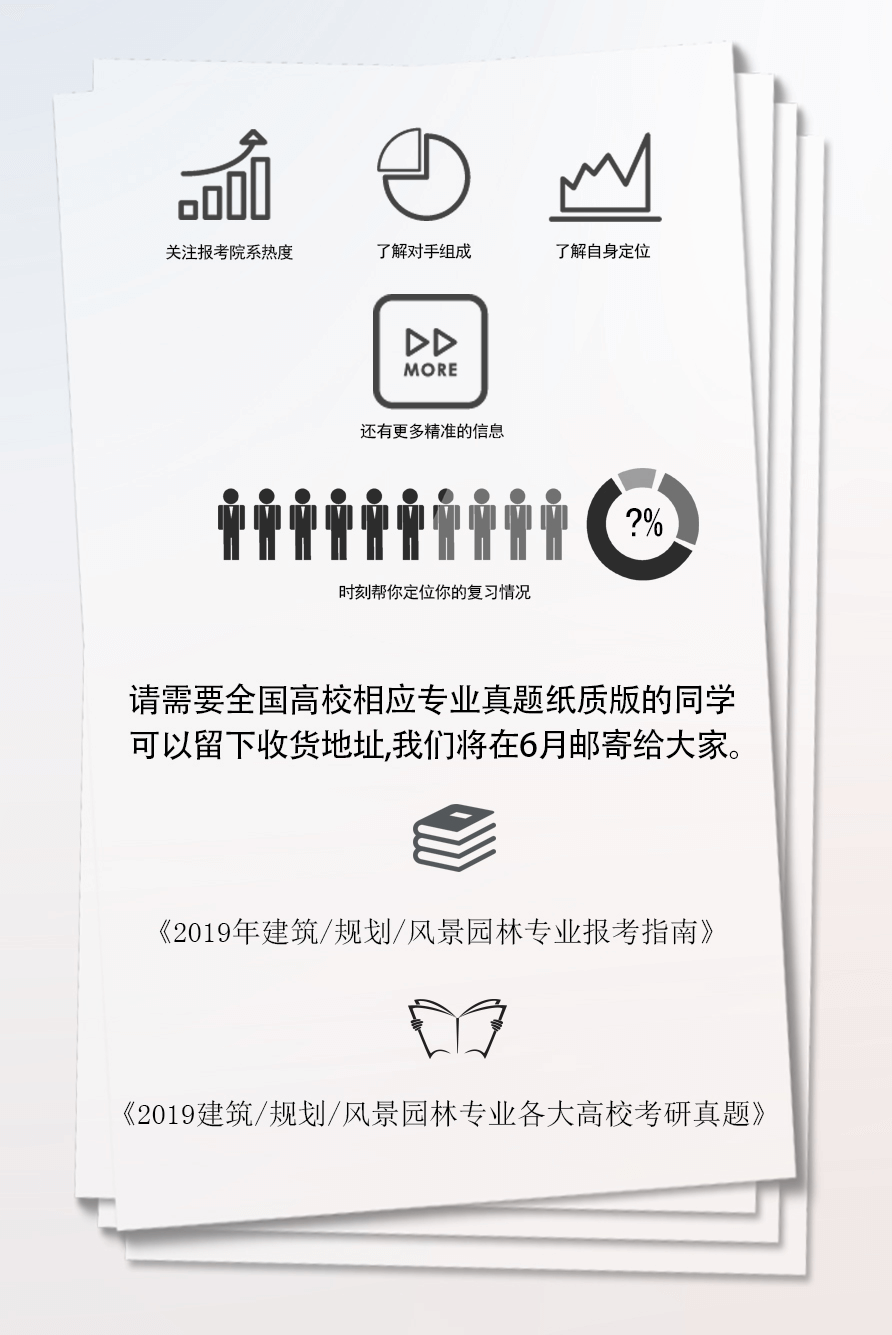 关注报考院系热度
了解对手组成
了解自身定位
MORE
还有更多精准的信息
?%
时刻帮你定位你的复习情况
请需要全国高校相应专业真题纸质版的同学
可以留下收货地址,我们将在6月邮寄给大家。
《2019年建筑/规划/风景园林专业报考指南》
《2019建筑/规划/风景园林专业各大高校考研真题》